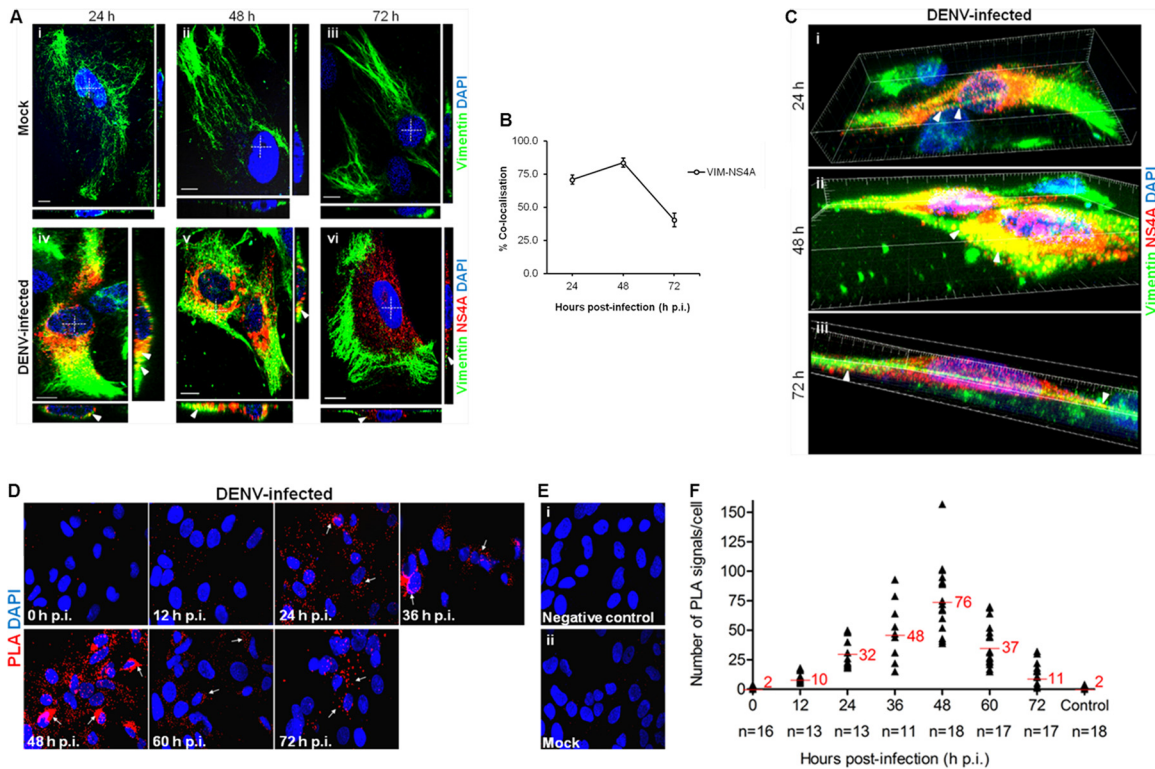 A
24 h 48 h 72 h
i ii iii
Mock
Vimentin DAPI
iv v vi
DENV-infected
Vimentin NS4A DAPI
B
100.0
75.0
50.0
25.0
0.0
% Co-localisation
VIM-NS4A
24 48 72
Hours post-infection (h p.i.)
C
DENV-infected
i
24 h
ii
48 h
iii
72 h
Vimentin NS4A DAPI
D
DENV-infected
PLA DAPI
0 h p.i. 12 h p.i. 24 h p.i. 36 h p.i.
48 h p.i. 60 h p.i. 72 h p.i.
E
i
Negative control
ii
Mock
F
Number of PLA signals/cell
150
125
100
75
50
25
0
2 10 32 48 76 37 11 2
0 12 24 36 48 60 72 Control
n=16 n=13 n=13 n=11 n=18 n=17 n=17 n=18
Hours post-infection (h p.i.)